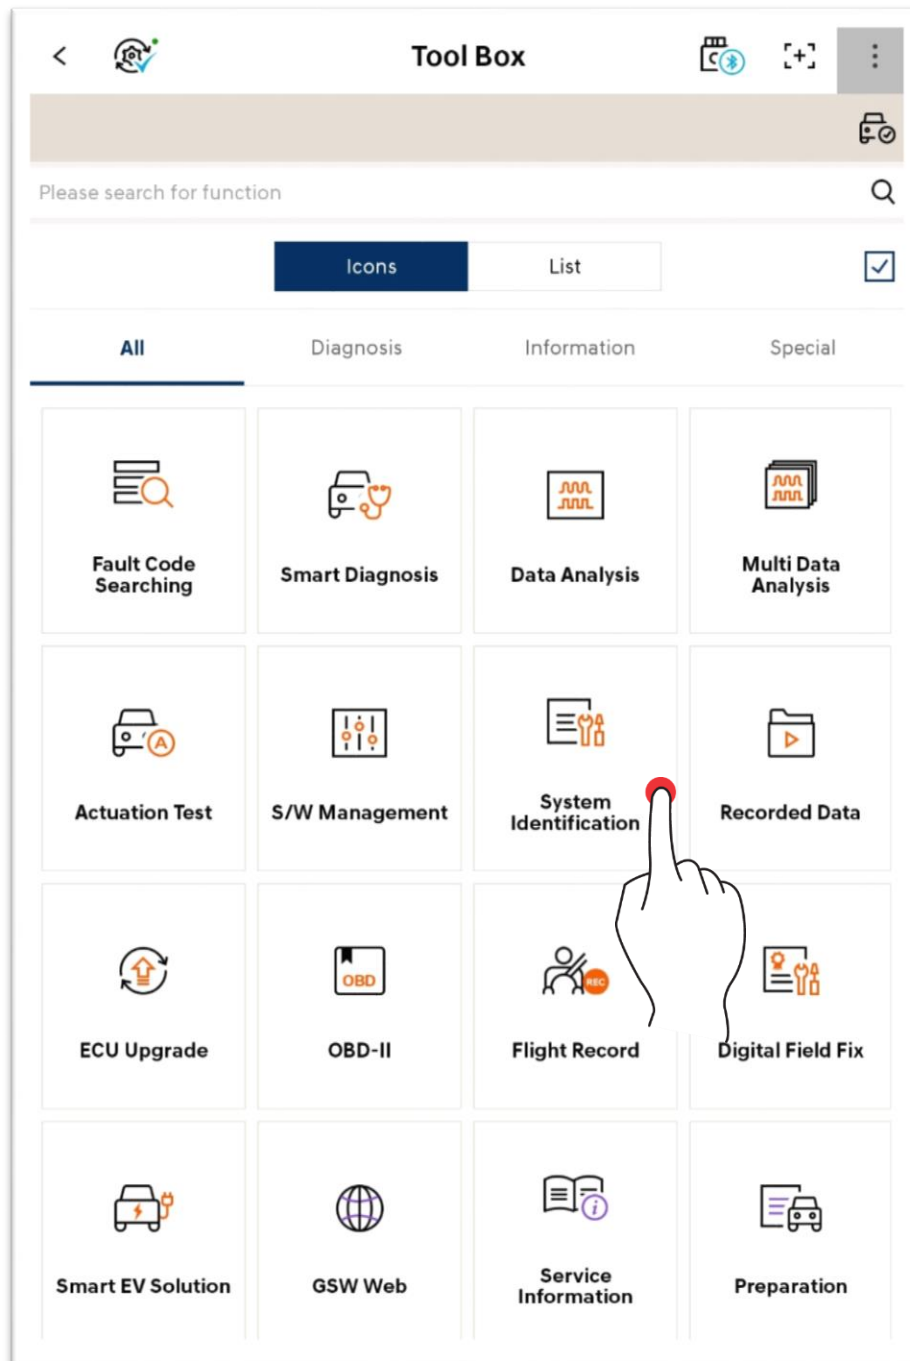 Tool Box
Please search for function
Icons
List
All
Diagnosis
Information
Special
Fault Code
Searching
Smart Diagnosis
Data Analysis
Multi Data
Analysis
A
Actuation Test
S/W Management
System
Identification
Recorded Data
ECU Upgrade
OBD
OBD-II
REC
Flight Record
Digital Field Fix
Smart EV Solution
GSW Web
i
Service
Information
Preparation